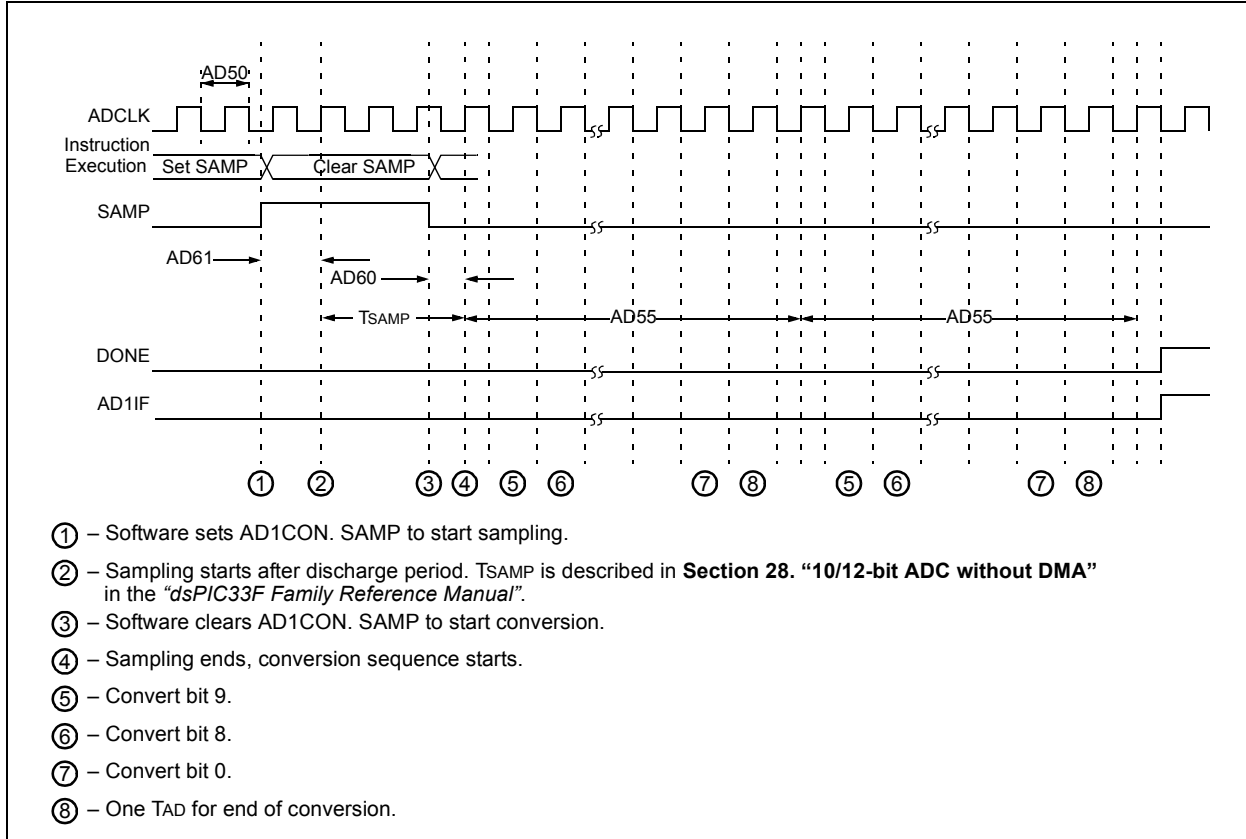 AD50
ADCLK
Instruction
Execution Set SAMP Clear SAMP
SAMP
AD61
AD60
TSAMP AD55 AD55
DONE
AD1IF
1 2 3 4 5 6 7 8 5 6 7 8
1 – Software sets AD1CON. SAMP to start sampling.
2 – Sampling starts after discharge period. TSAMP is described in Section 28. “10/12-bit ADC without DMA”
in the “dsPIC33F Family Reference Manual”.
3 – Software clears AD1CON. SAMP to start conversion.
4 – Sampling ends, conversion sequence starts.
5 – Convert bit 9.
6 – Convert bit 8.
7 – Convert bit 0.
8 – One TAD for end of conversion.